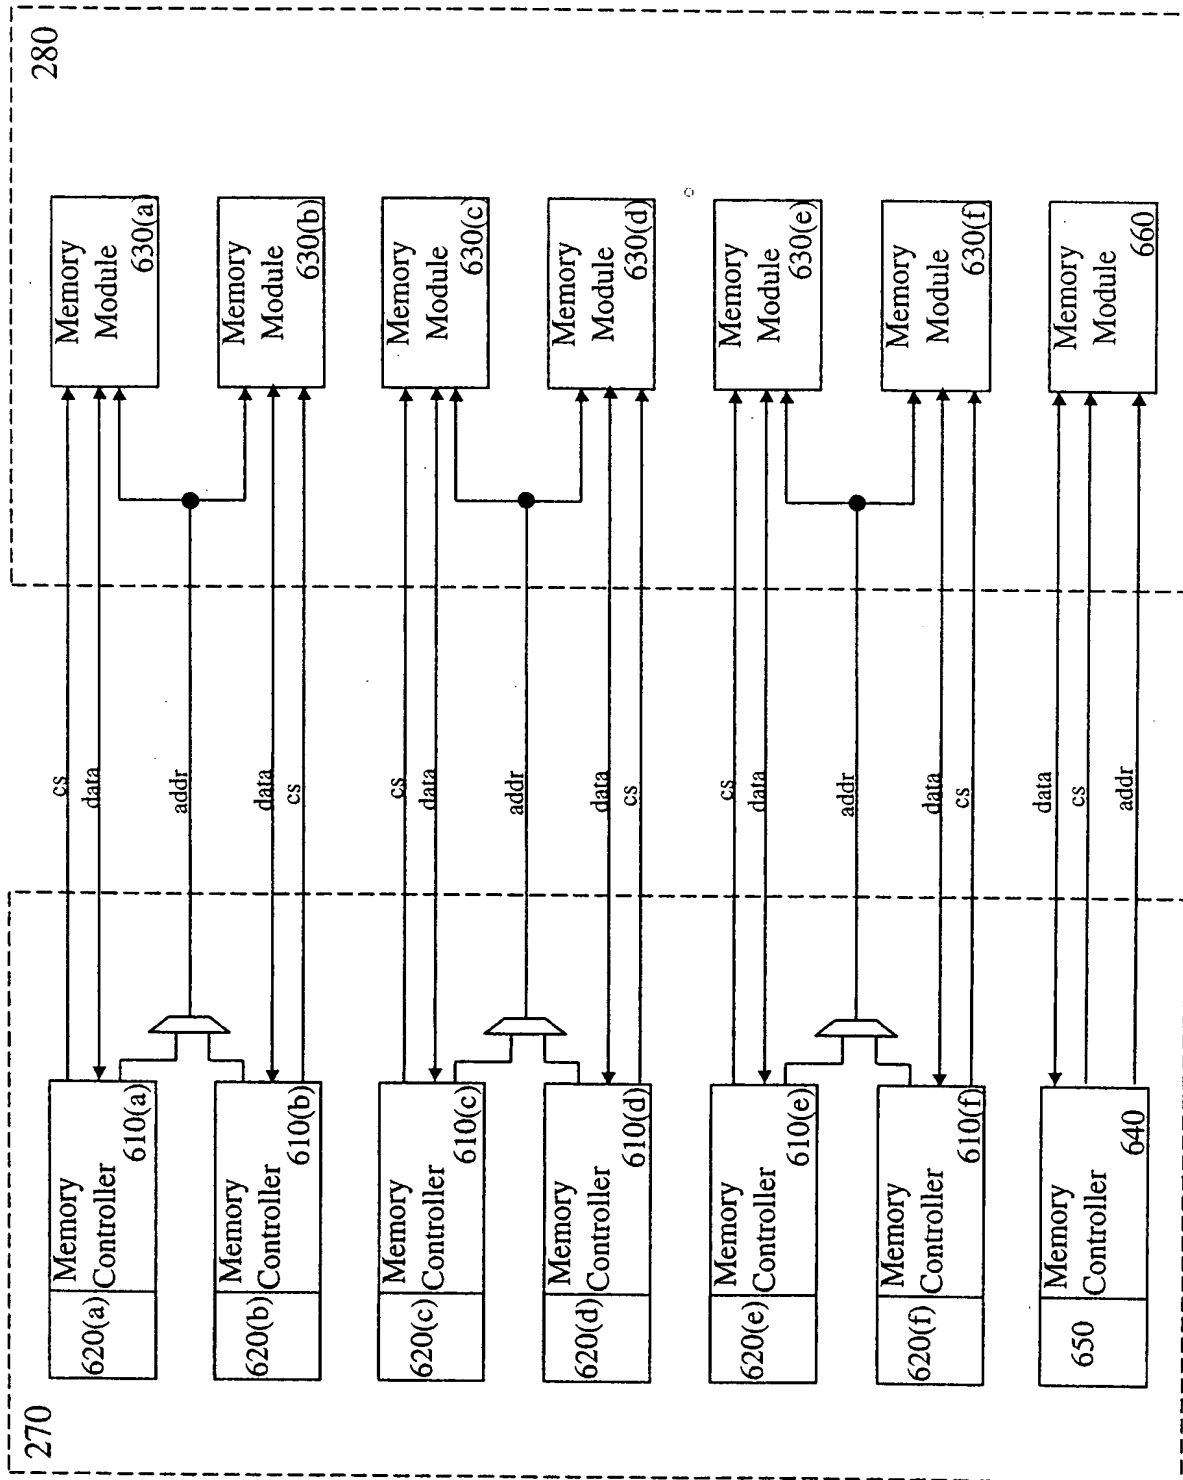 270
280
620(a)
Memory
Controller
610(a)
cs
data
addr
Memory
Module
630(a)
620(b)
Memory
Controller
610(b)
data
cs
Memory
Module
630(b)
620(c)
Memory
Controller
610(c)
cs
data
addr
Memory
Module
630(c)
620(d)
Memory
Controller
610(d)
data
cs
Memory
Module
630(d)
620(e)
Memory
Controller
610(e)
cs
data
addr
Memory
Module
630(e)
620(f)
Memory
Controller
610(f)
data
cs
Memory
Module
630(f)
650
Memory
Controller
640
data
cs
addr
Memory
Module
660